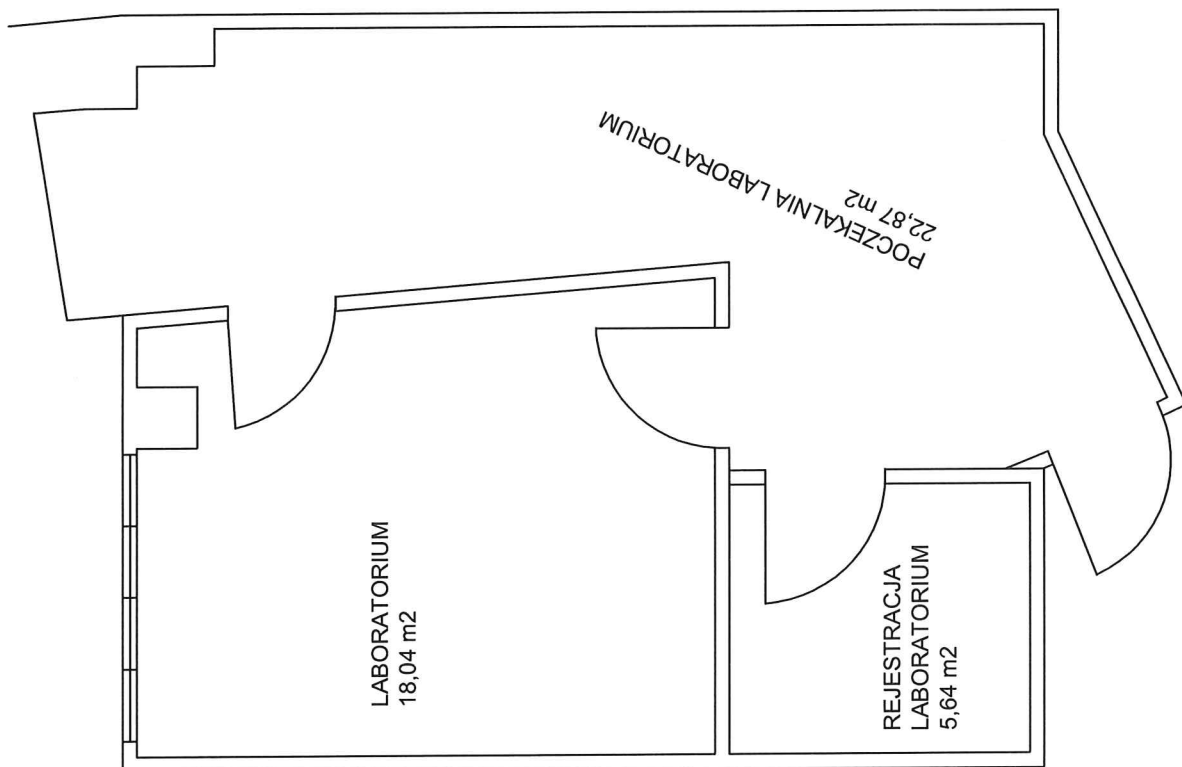 POCZEKALNIA LABORATORIUM
22,87 m2
LABORATORIUM
18,04 m2
REJESTRACJA
LABORATORIUM
5,64 m2